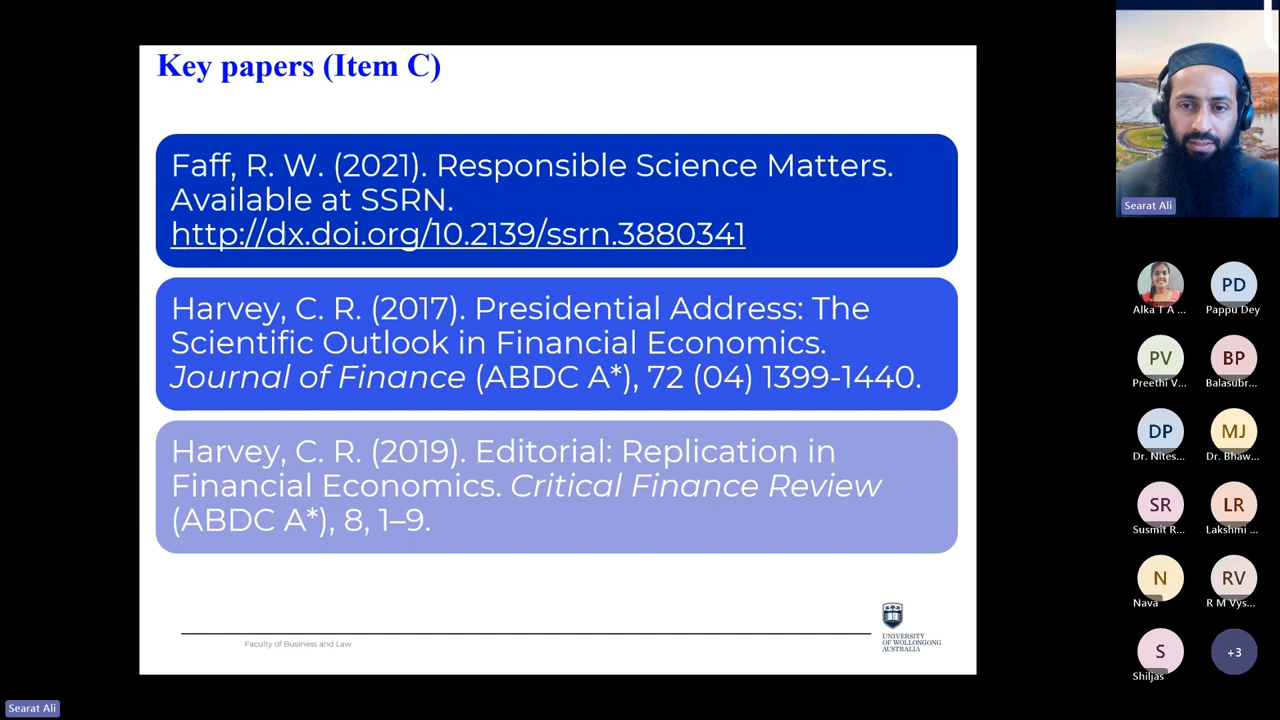 Key papers (Item C)
Faff, R. W. (2021). Responsible Science Matters.
Available at SSRN.
http://dx.doi.org/10.2139/ssrn.3880341
Harvey, C. R. (2017). Presidential Address: The
Scientific Outlook in Financial Economics.
Journal of Finance (ABDC A*), 72 (04) 1399-1440.
Harvey, C. R. (2019). Editorial: Replication in
Financial Economics. Critical Finance Review
(ABDC A*), 8, 1–9.
Faculty of Business and Law
UNIVERSITY
OF WOLLONGONG
AUSTRALIA
Searat Ali
Alka T A ...
PD
Pappu Dey
PV
Preethi V...
BP
Balasubr...
DP
Dr. Nites...
MJ
Dr. Bhaw...
SR
Susmit R...
LR
Lakshmi ...
N
Nava
RV
R M Vys...
S
Shiljas
+3
Searat Ali